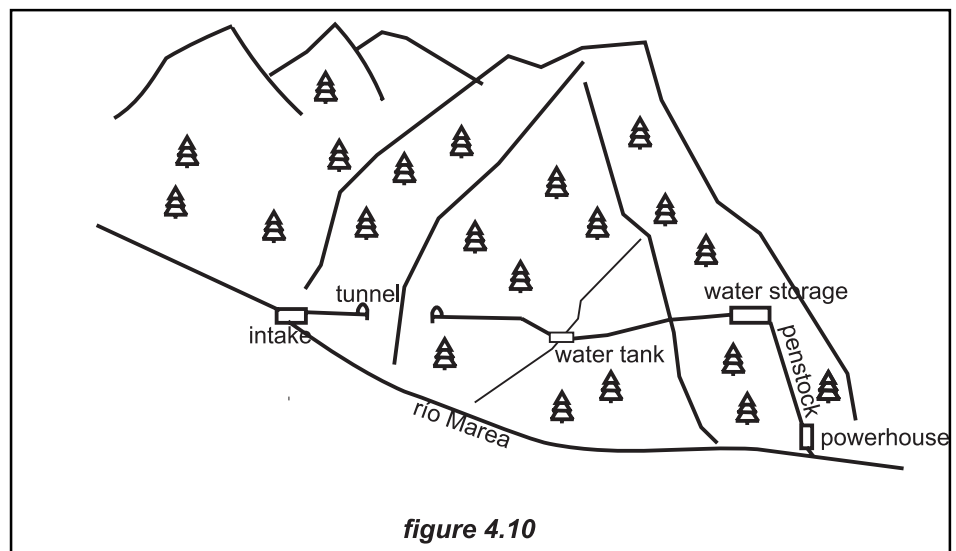 tunnel
water storage
intake
water tank
penstock
río Marea
powerhouse
figure 4.10